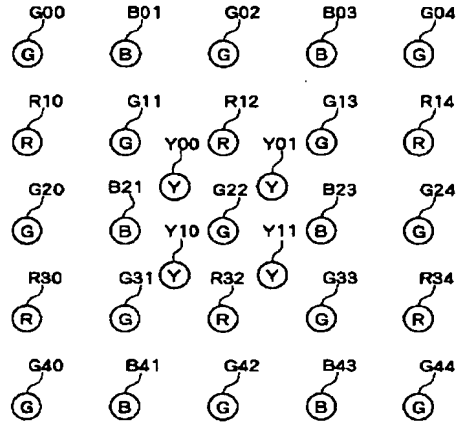 G00 B01 G02 B03 G04
G B G B G
R10 G11 R12 G13 R14
R G R G R
Y00 Y01
Y Y
G20 B21 G22 B23 G24
G B G B G
Y10 Y11
Y Y
R30 G31 R32 G33 R34
R G R G R
G40 B41 G42 B43 G44
G B G B G